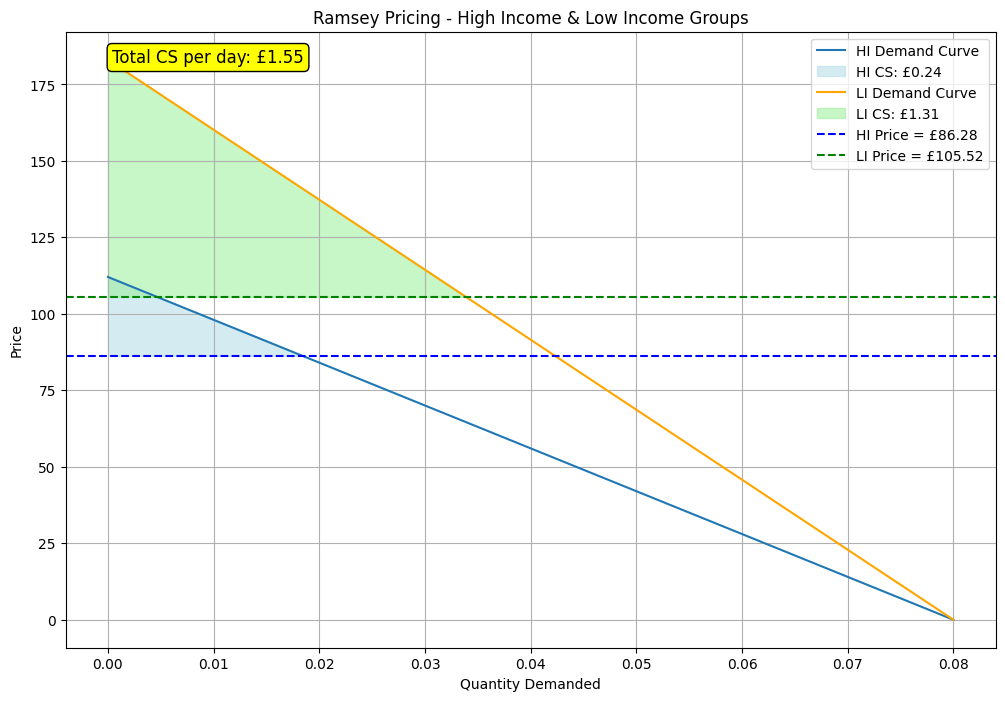 Ramsey Pricing - High Income & Low Income Groups
Total CS per day: £1.55
HI Demand Curve
HI CS: £0.24
LI Demand Curve
LI CS: £1.31
HI Price = £86.28
LI Price = £105.52
Price
175
150
125
100
75
50
25
0
0.00 0.01 0.02 0.03 0.04 0.05 0.06 0.07 0.08
Quantity Demanded